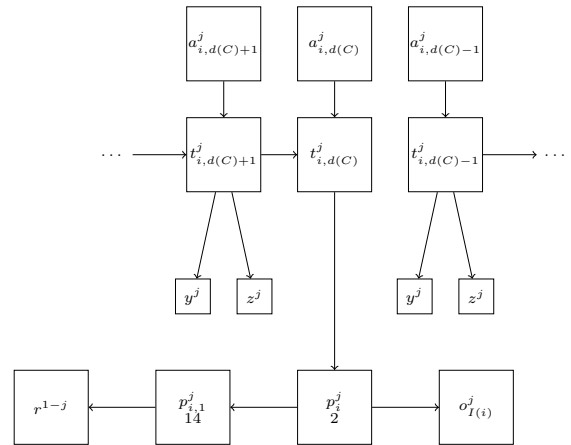 a^j_{i,d(C)+1} a^j_{i,d(C)} a^j_{i,d(C)-1}
··· t^j_{i,d(C)+1} t^j_{i,d(C)} t^j_{i,d(C)-1} ···
y^j z^j y^j z^j
r^{1-j} p^j_{i,1} p^j_i o^j_{I(i)}
14 2